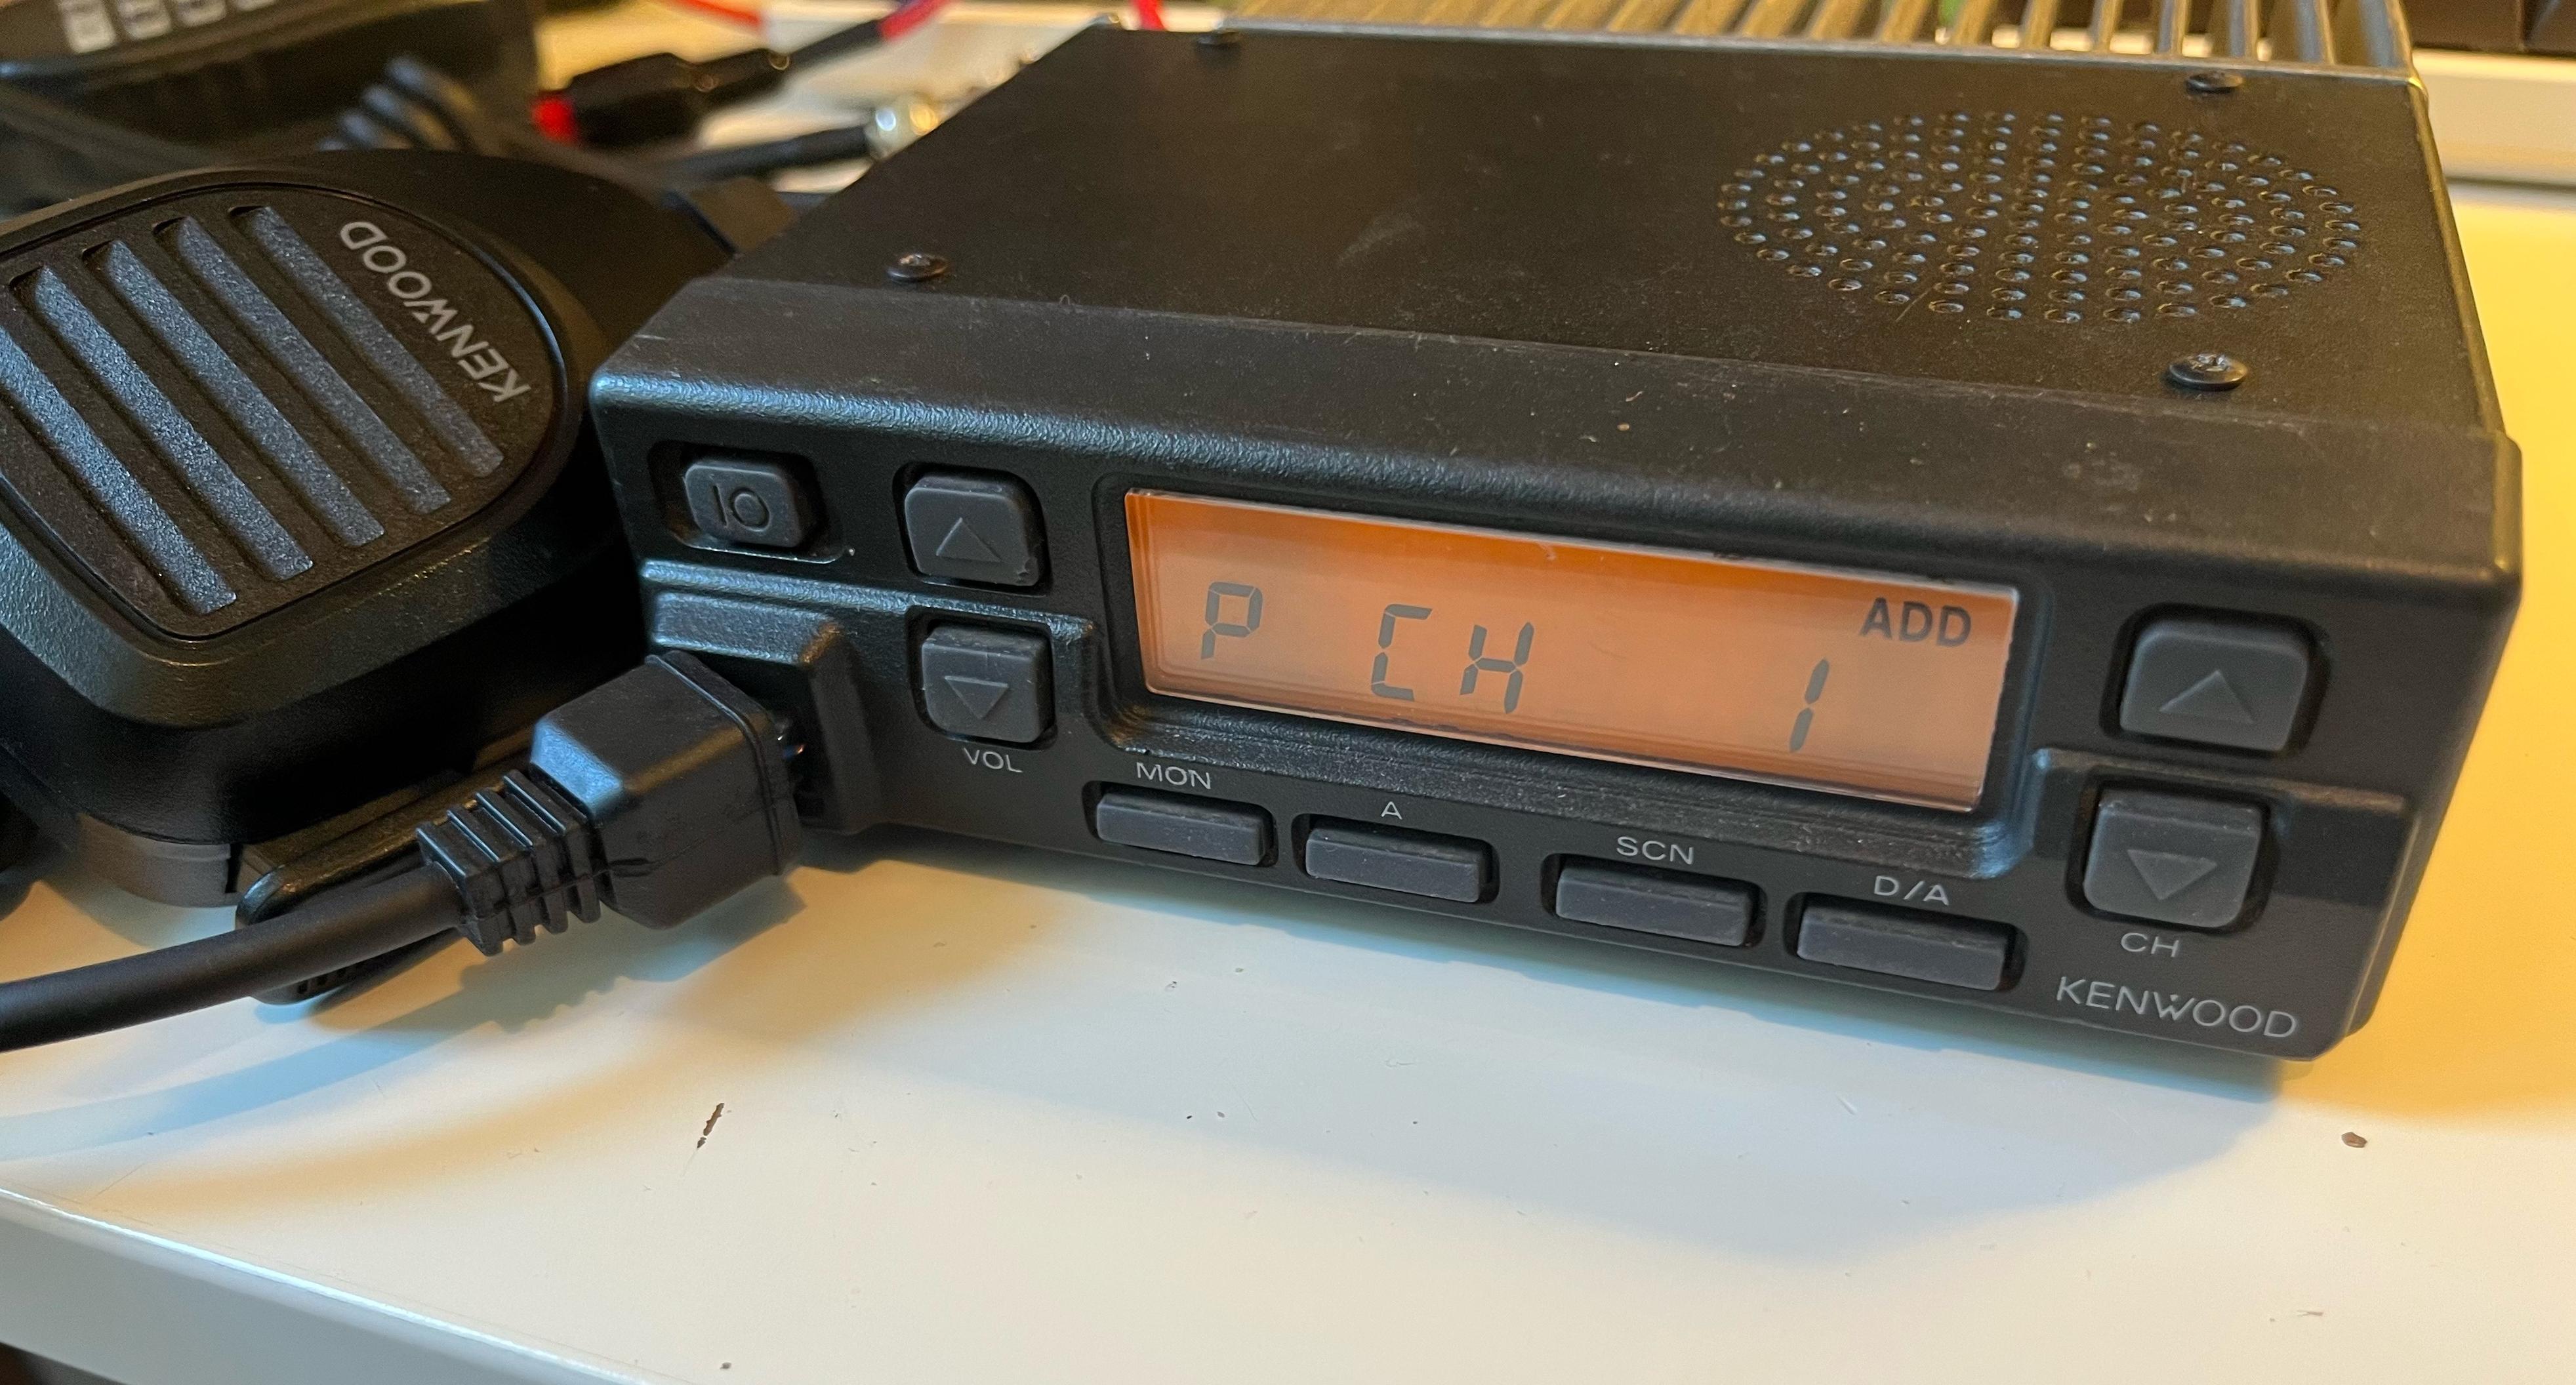 KENWOOD
P CH 1
ADD
VOL
MON
A
SCN
D/A
CH
KENWOOD